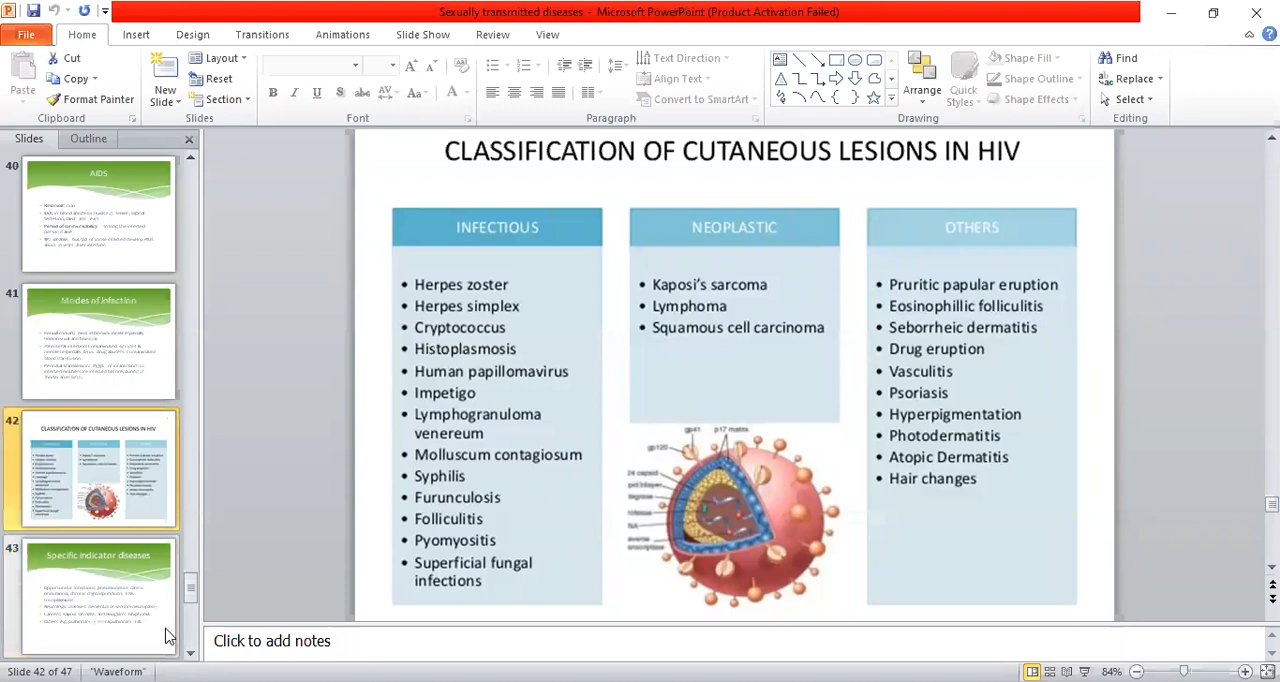 Sexually transmitted diseases - Microsoft PowerPoint (Product Activation Failed)
File Home Insert Design Transitions Animations Slide Show Review View
Paste
Cut
Copy
Format Painter
Clipboard
New
Slide
Layout
Reset
Section
Slides
Font
Text Direction
Align Text
Convert to SmartArt
Paragraph
Arrange
Quick
Styles
Shape Fill
Shape Outline
Shape Effects
Drawing
Find
Replace
Select
Editing
Slides Outline
40
AIDS
41
Modes of infection
42
CLASSIFICATION OF CUTANEOUS LESIONS IN HIV
43
Specific indicator diseases
CLASSIFICATION OF CUTANEOUS LESIONS IN HIV
INFECTIOUS
• Herpes zoster
• Herpes simplex
• Cryptococcus
• Histoplasmosis
• Human papillomavirus
• Impetigo
• Lymphogranuloma
venereum
• Molluscum contagiosum
• Syphilis
• Furunculosis
• Folliculitis
• Pyomyositis
• Superficial fungal
infections
NEOPLASTIC
• Kaposi's sarcoma
• Lymphoma
• Squamous cell carcinoma
gp41 p17 matrix
gp120
OTHERS
• Pruritic papular eruption
• Eosinophillic folliculitis
• Seborrheic dermatitis
• Drug eruption
• Vasculitis
• Psoriasis
• Hyperpigmentation
• Photodermatitis
• Atopic Dermatitis
• Hair changes
Click to add notes
Slide 42 of 47 "Waveform" 84%